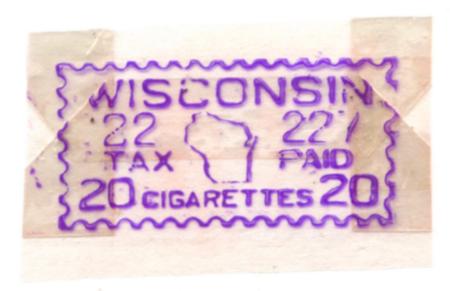 WISCONSIN
22 22
TAX PAID
20 CIGARETTES 20